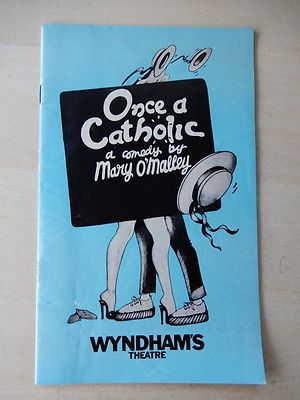 Once a
Catholic
a comedy by
Mary O'Malley
WYNDHAM'S
THEATRE